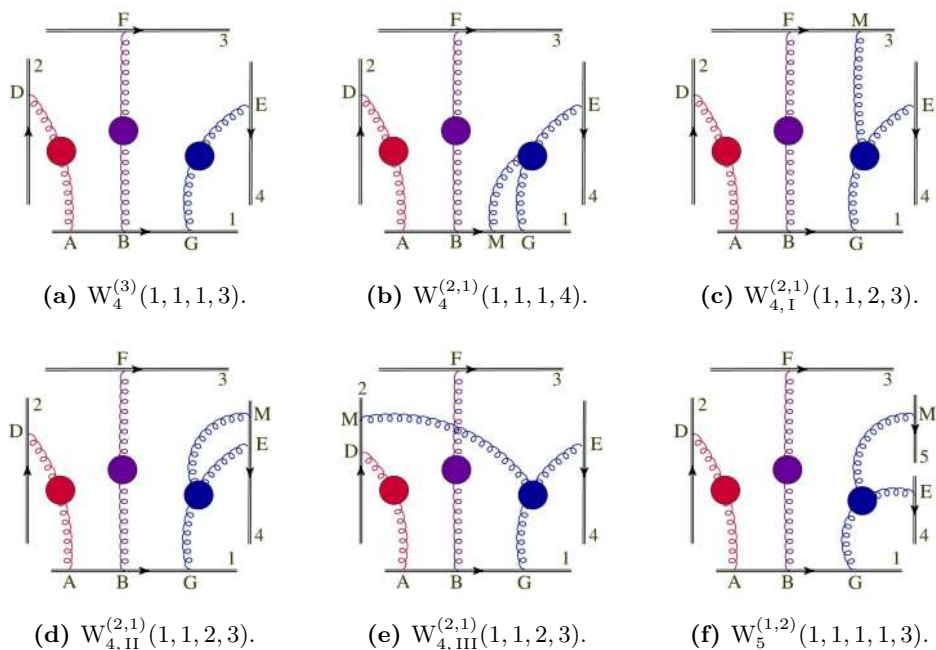 F F F M
2 3 2 3 2 3
D E D E D E
4 4 4
1 1 1
A B G A B M G A B G
(a) W_4^{(3)}(1, 1, 1, 3). (b) W_4^{(2,1)}(1, 1, 1, 4). (c) W_{4,I}^{(2,1)}(1, 1, 2, 3).
F F F
2 3 2 3 2 3
M M M
D E D E D E
5
4 4 4
1 1 1
A B G A B G A B G
(d) W_{4,II}^{(2,1)}(1, 1, 2, 3). (e) W_{4,III}^{(2,1)}(1, 1, 2, 3). (f) W_5^{(1,2)}(1, 1, 1, 1, 3).